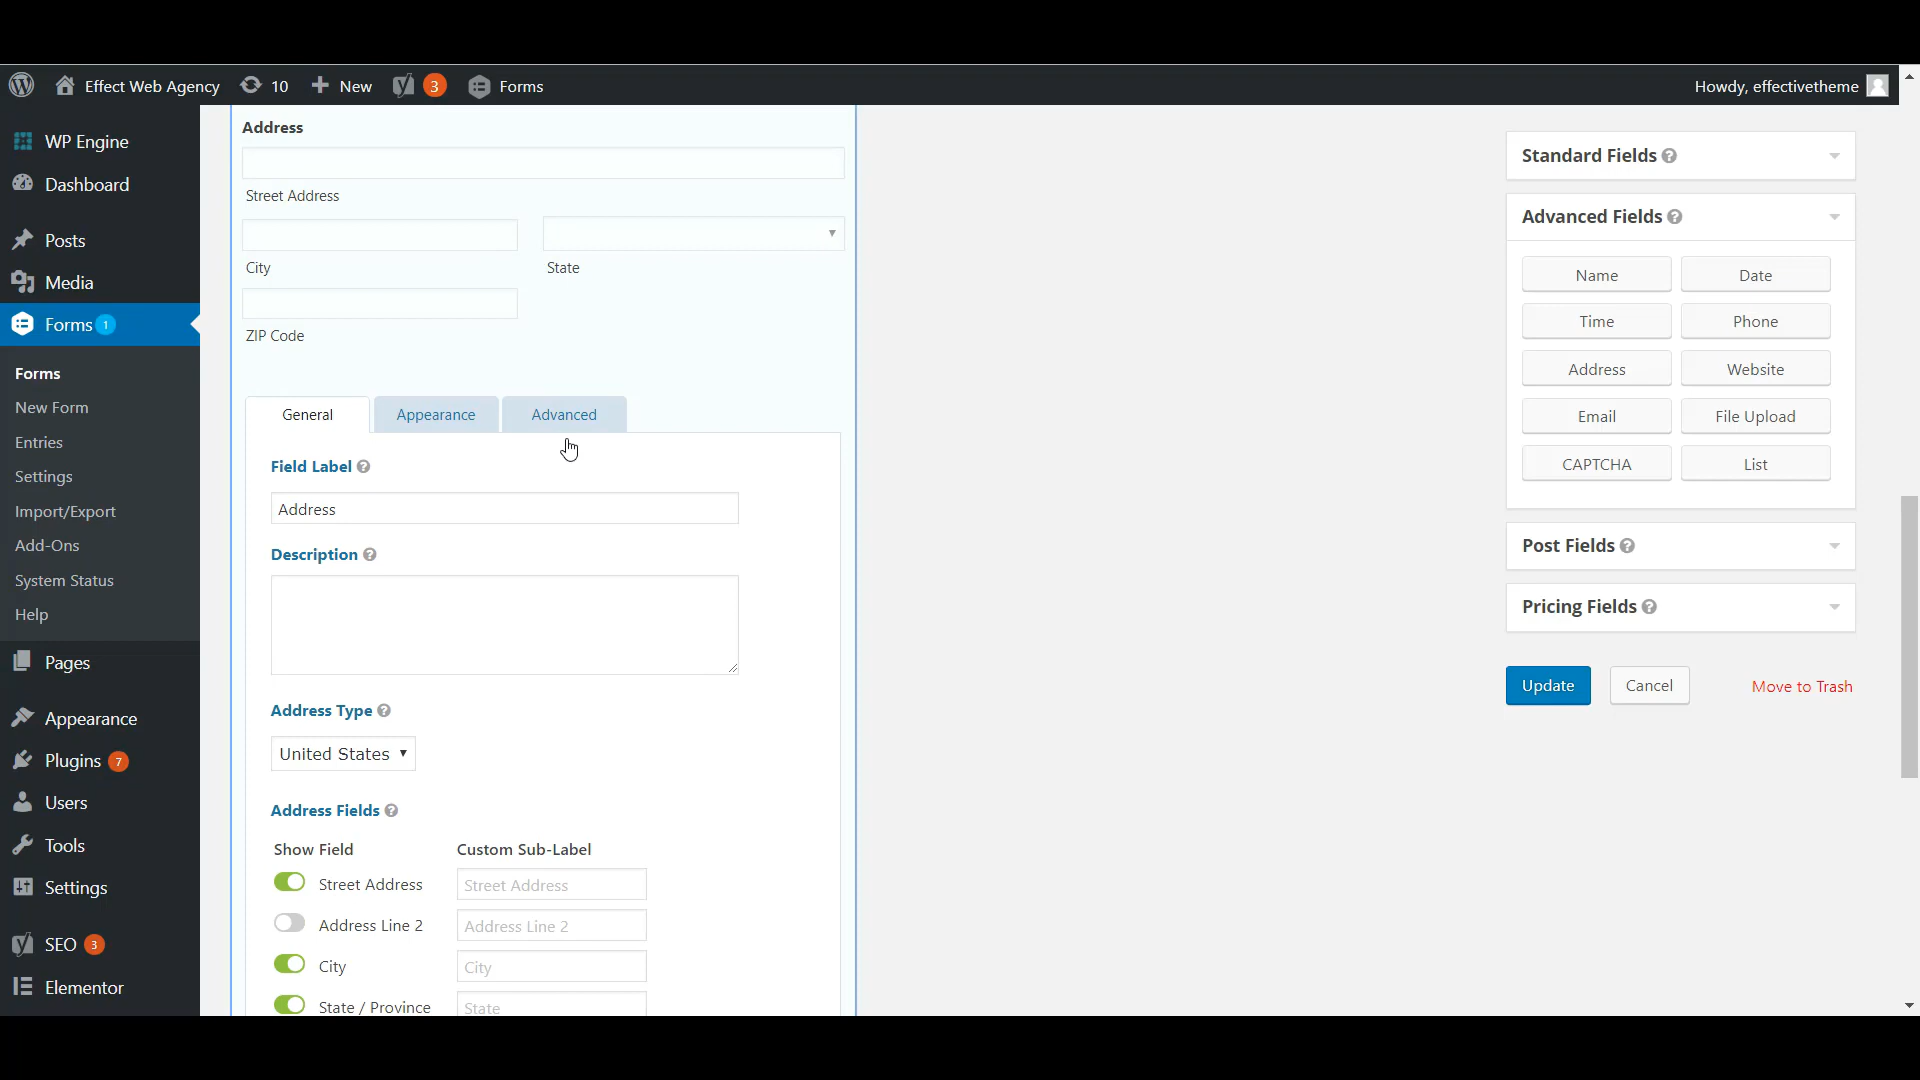 Effect Web Agency 10 New 3 Forms Howdy, effectivetheme
WP Engine
Dashboard
Posts
Media
Forms 1
Forms
New Form
Entries
Settings
Import/Export
Add-Ons
System Status
Help
Pages
Appearance
Plugins 7
Users
Tools
Settings
SEO 3
Elementor
Address
Street Address
City State
ZIP Code
General Appearance Advanced
Field Label ?
Address
Description ?
Address Type ?
United States
Address Fields ?
Show Field Custom Sub-Label
Street Address Street Address
Address Line 2 Address Line 2
City City
State / Province State
Standard Fields ?
Advanced Fields ?
Name Date
Time Phone
Address Website
Email File Upload
CAPTCHA List
Post Fields ?
Pricing Fields ?
Update Cancel Move to Trash